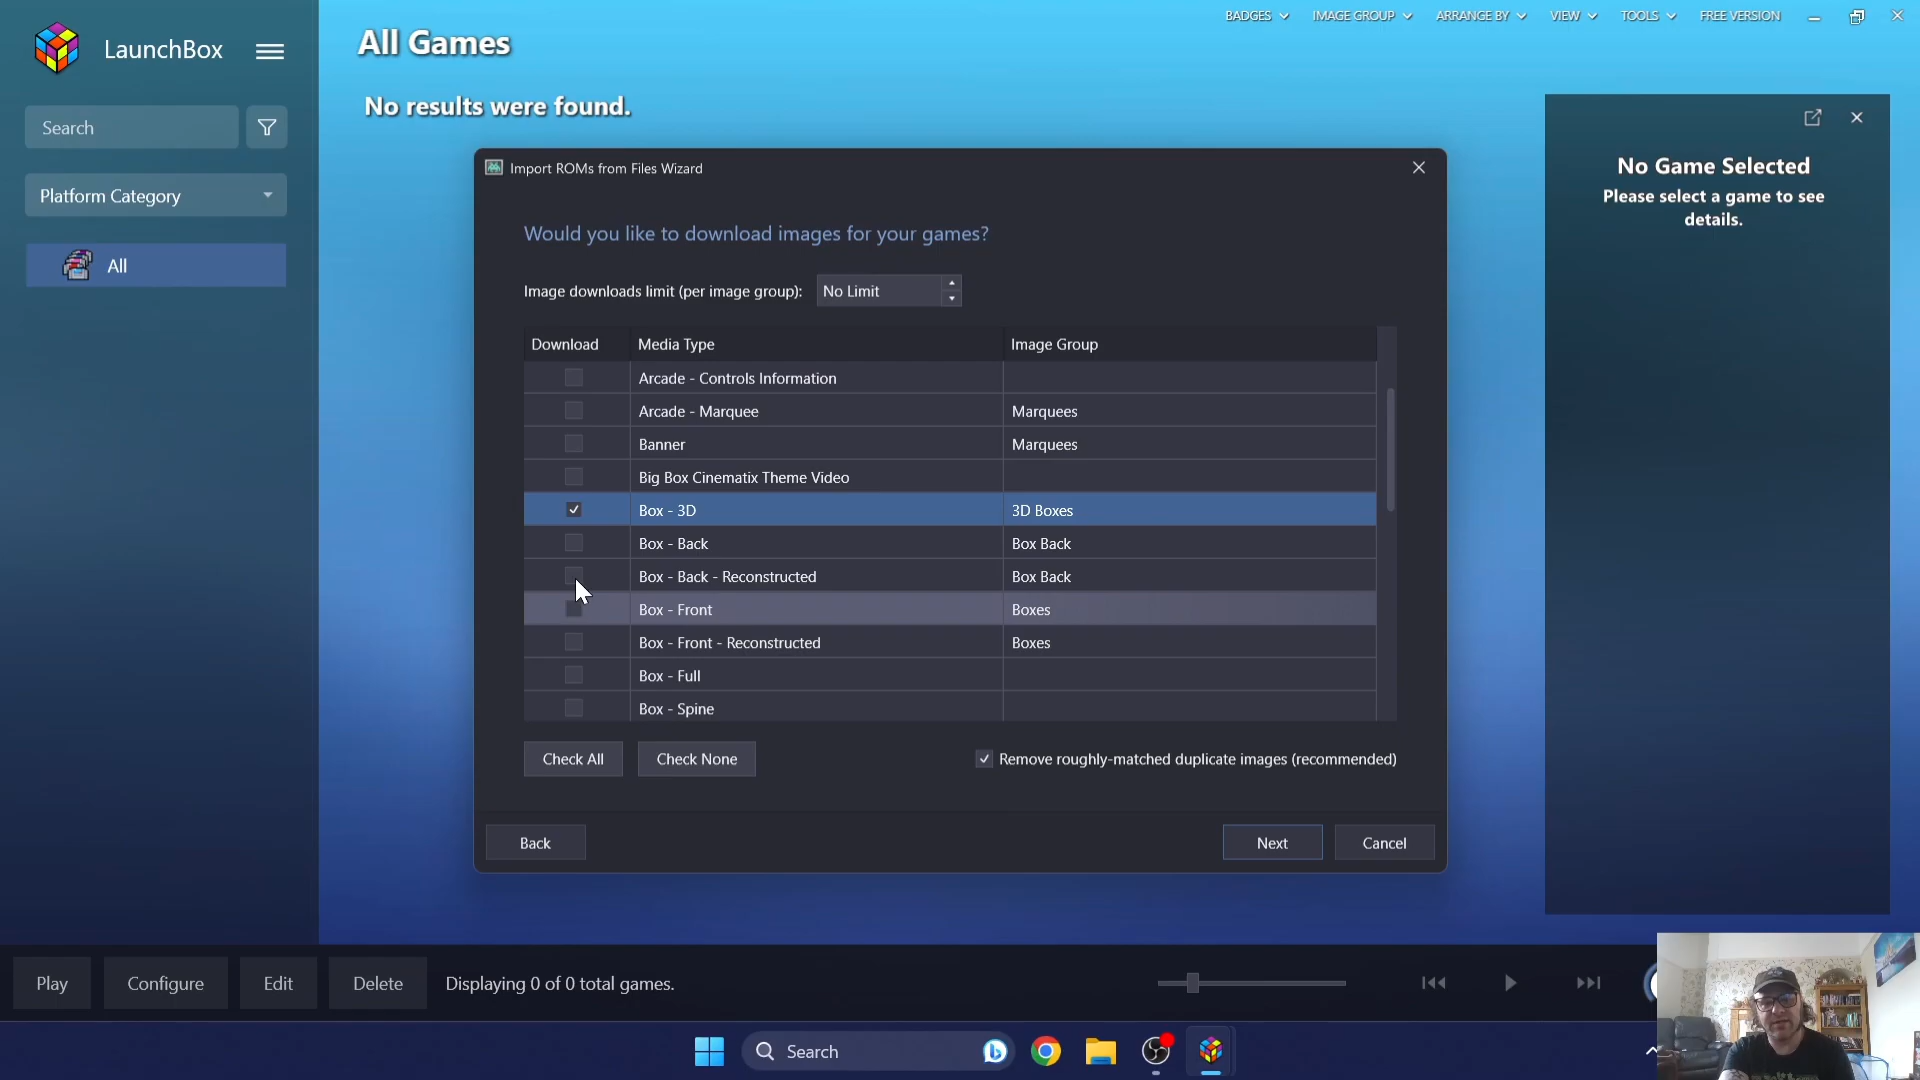 BADGES
IMAGE GROUP
ARRANGE BY
VIEW
TOOLS
FREE VERSION
LaunchBox
All Games
No results were found.
Search
Platform Category
All
Import ROMs from Files Wizard
Would you like to download images for your games?
Image downloads limit (per image group): No Limit
Download Media Type Image Group
Arcade - Controls Information
Arcade - Marquee Marquees
Banner Marquees
Big Box Cinematix Theme Video
Box - 3D 3D Boxes
Box - Back Box Back
Box - Back - Reconstructed Box Back
Box - Front Boxes
Box - Front - Reconstructed Boxes
Box - Full
Box - Spine
Check All
Check None
Remove roughly-matched duplicate images (recommended)
Back
Next
Cancel
No Game Selected
Please select a game to see
details.
Play
Configure
Edit
Delete
Displaying 0 of 0 total games.
Search